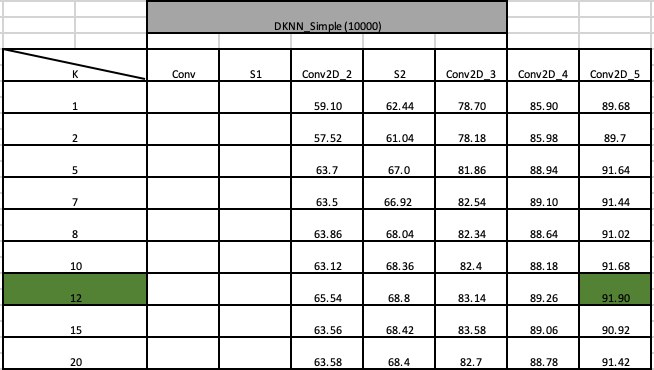 DKNN_Simple (10000)
K Conv S1 Conv2D_2 S2 Conv2D_3 Conv2D_4 Conv2D_5
1 59.10 62.44 78.70 85.90 89.68
2 57.52 61.04 78.18 85.98 89.7
5 63.7 67.0 81.86 88.94 91.64
7 63.5 66.92 82.54 89.10 91.44
8 63.86 68.04 82.34 88.64 91.02
10 63.12 68.36 82.4 88.18 91.68
12 65.54 68.8 83.14 89.26 91.90
15 63.56 68.42 83.58 89.06 90.92
20 63.58 68.4 82.7 88.78 91.42